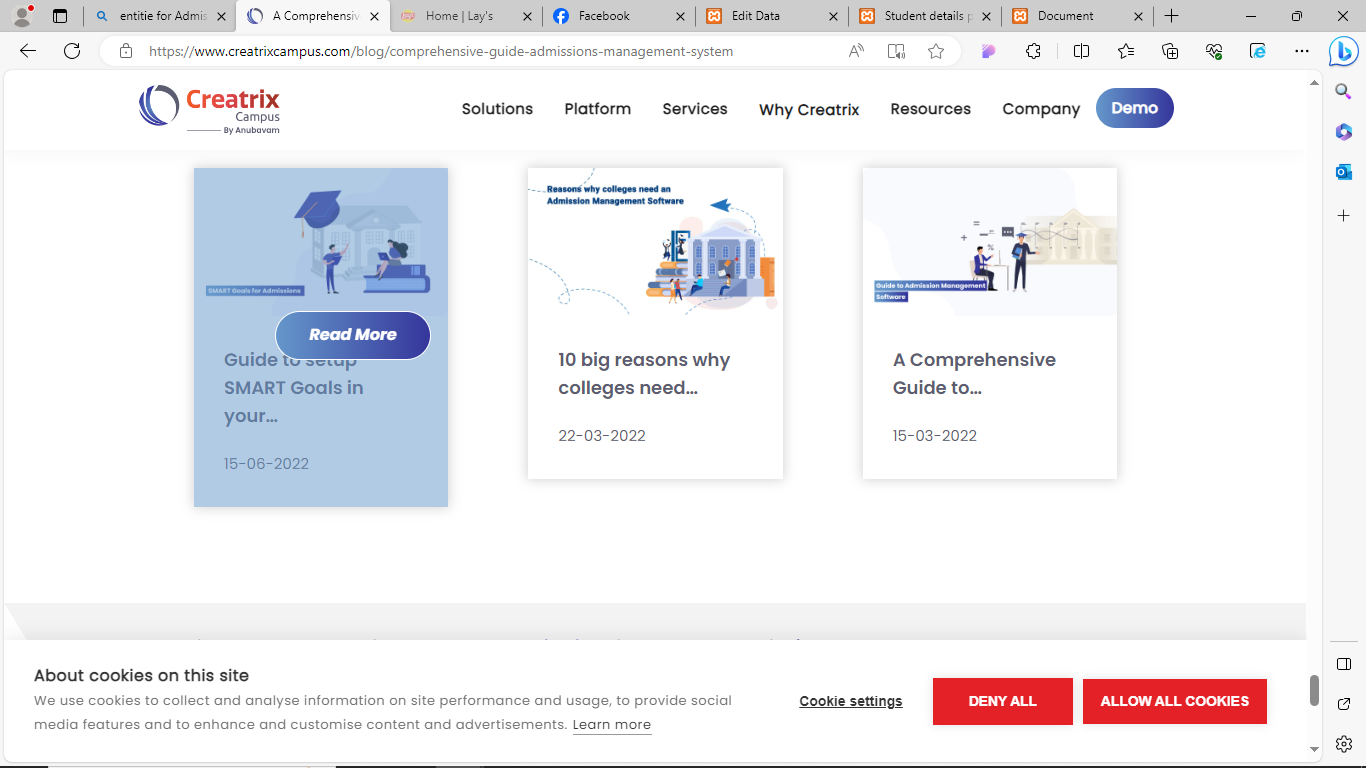 entitie for Admis
A Comprehensiv
Home | Lay's
Facebook
Edit Data
Student details p
Document
https://www.creatrixcampus.com/blog/comprehensive-guide-admissions-management-system
Creatrix
Campus
By Anubavam
Solutions
Platform
Services
Why Creatrix
Resources
Company
Demo
SMART Goals for Admissions
Read More
Guide to setup
SMART Goals in
your...
15-06-2022
Reasons why colleges need an
Admission Management Software
10 big reasons why
colleges need...
22-03-2022
Guide to Admission Management
Software
A Comprehensive
Guide to...
15-03-2022
About cookies on this site
We use cookies to collect and analyse information on site performance and usage, to provide social
media features and to enhance and customise content and advertisements. Learn more
Cookie settings
DENY ALL
ALLOW ALL COOKIES